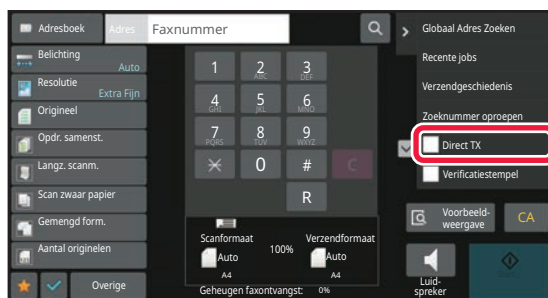 Adresboek
Adres
Faxnummer
Belichting
Auto
Resolutie
Extra Fijn
Origineel
Opdr. samenst.
Langz. scanm.
Scan zwaar papier
Gemengd form.
Aantal originelen
Overige
1
2
ABC
3
DEF
4
GHI
5
JKL
6
MNO
7
PQRS
8
TUV
9
WXYZ
0
#
C
R
Scanformaat
Auto
A4
100%
Verzendformaat
Auto
A4
Geheugen faxontvangst: 0%
Globaal Adres Zoeken
Recente jobs
Verzendgeschiedenis
Zoeknummer oproepen
Direct TX
Verificatiestempel
Voorbeeld-
weergave
CA
Luid-
spreker